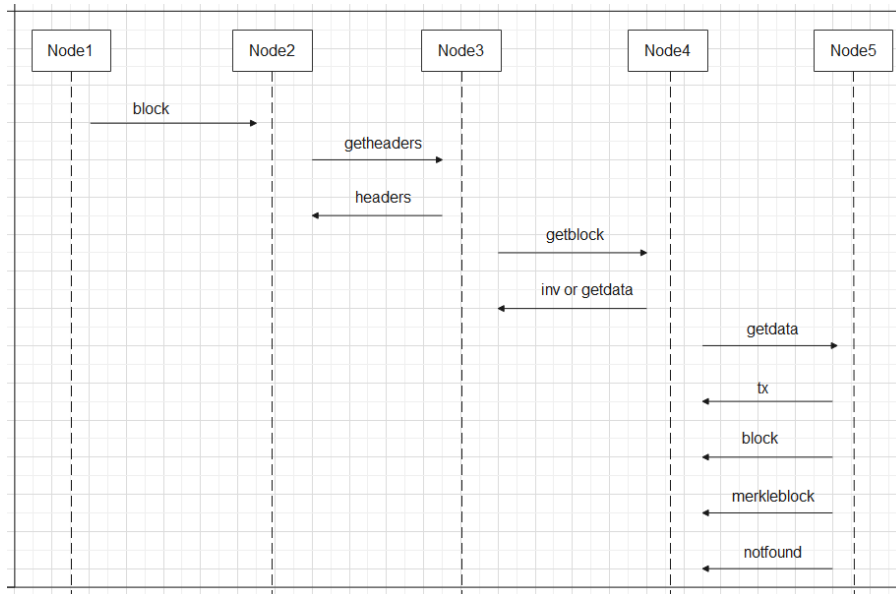 Node1
Node2
Node3
Node4
Node5
block
getheaders
headers
getblock
inv or getdata
getdata
tx
block
merkleblock
notfound